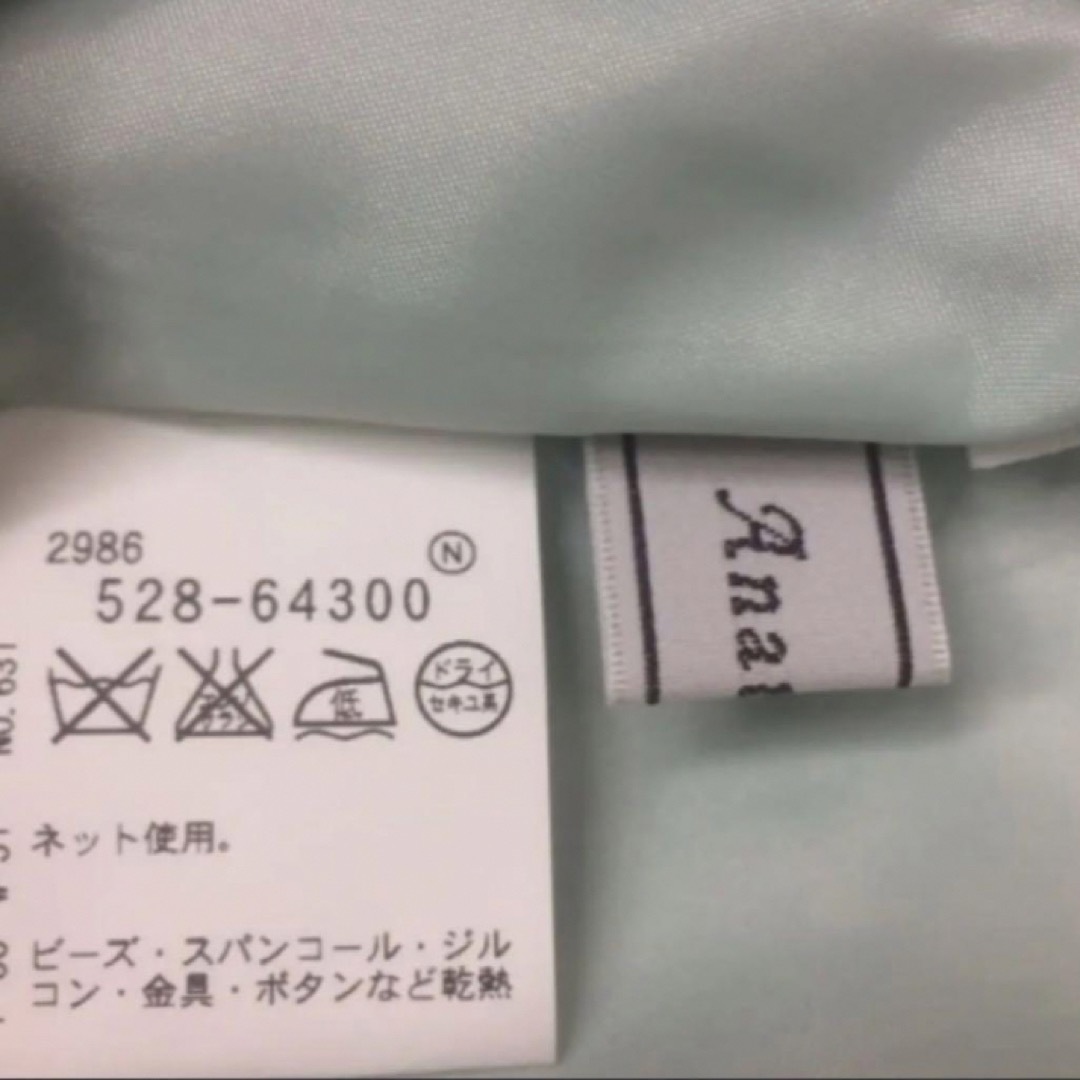 2986
Ⓝ
528-64300
低
ドライ
セキユ系
ネット使用。
ビーズ・スパンコール・ジル
コン・金具・ボタンなど乾熱
NO.631
Ana